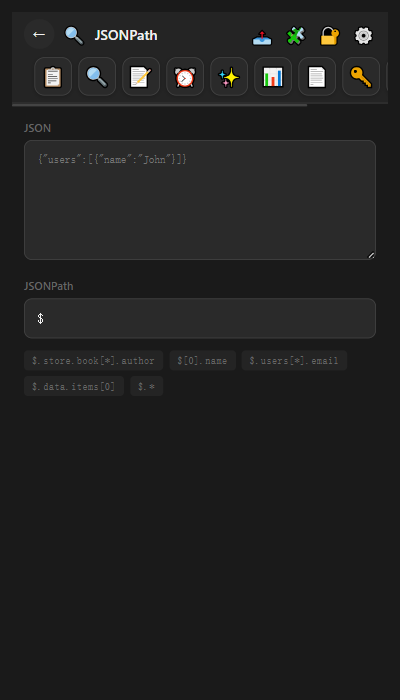 JSONPath
JSON
{"users":[{"name":"John"}]}
JSONPath
$
$.store.book[*].author $[0].name $.users[*].email
$.data.items[0] $.*